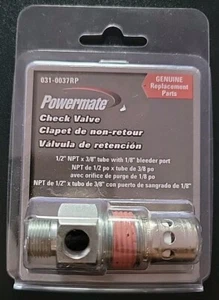 031-0037RP
GENUINE
Replacement
Parts
Powermate
Check Valve
Clapet de non-retour
Válvula de retención
1/2" NPT x 3/8" tube with 1/8" bleeder port
NPT de 1/2 po x tube de 3/8 po
avec orifice de purge de 1/8 po
NPT de 1/2" x tubo de 3/8" con puerto de sangrado de 1/8"